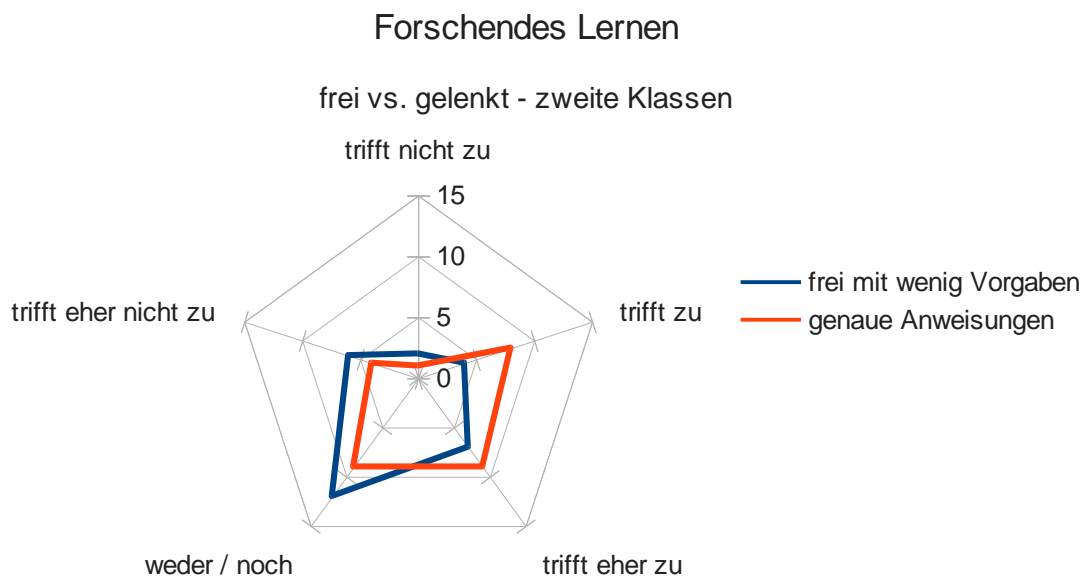 Forschendes Lernen
frei vs. gelenkt - zweite Klassen
trifft nicht zu
15
10
5
0
trifft eher nicht zu
trifft zu
weder / noch
trifft eher zu
frei mit wenig Vorgaben
genaue Anweisungen